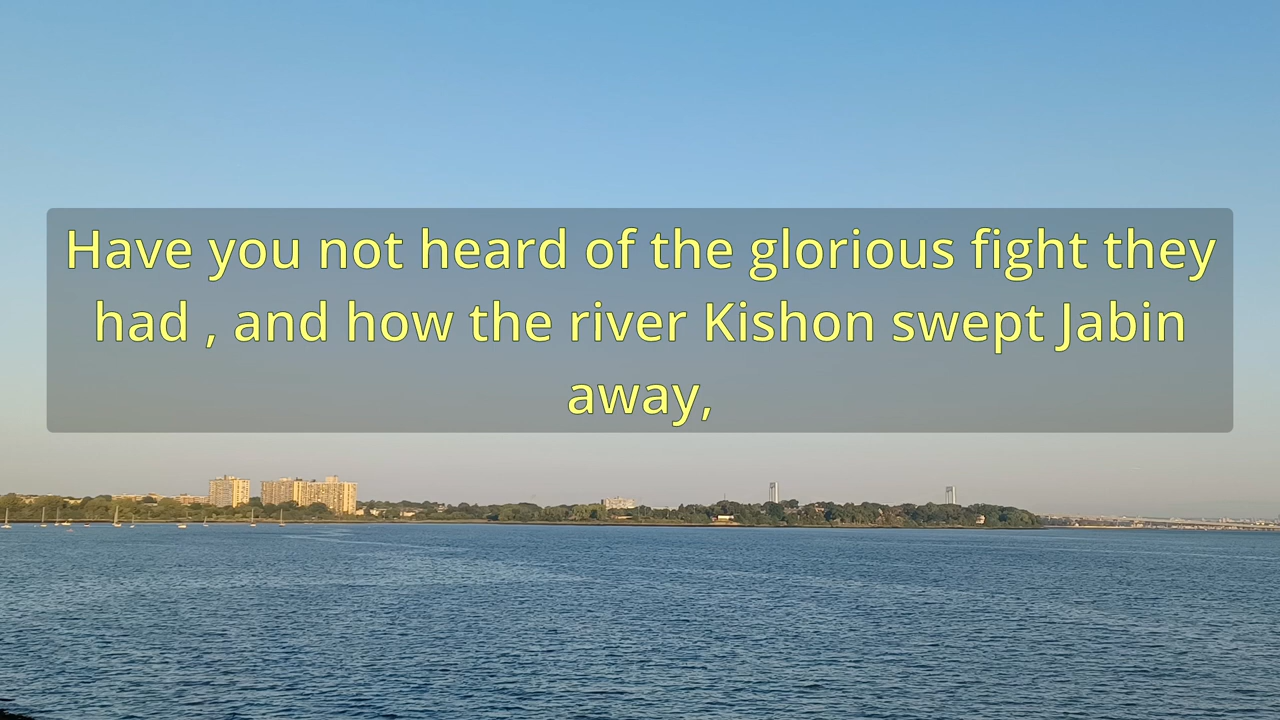 Have you not heard of the glorious fight they
had , and how the river Kishon swept Jabin
away,